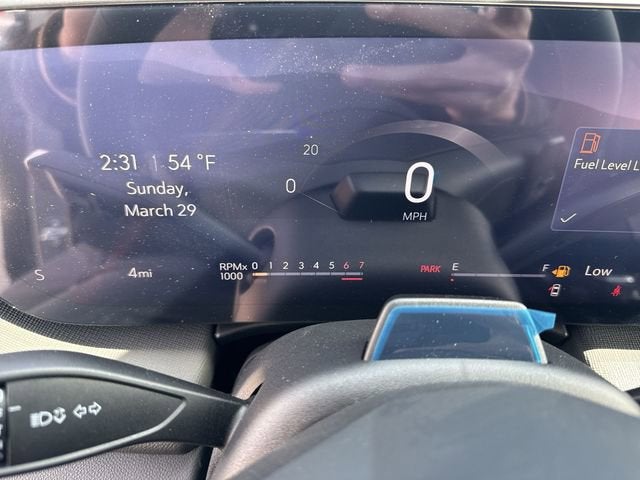 2:31 54 °F
Sunday,
March 29
20
0
0
MPH
Fuel Level L
S
4mi
RPMx
1000
0 1 2 3 4 5 6 7
PARK
E F
Low